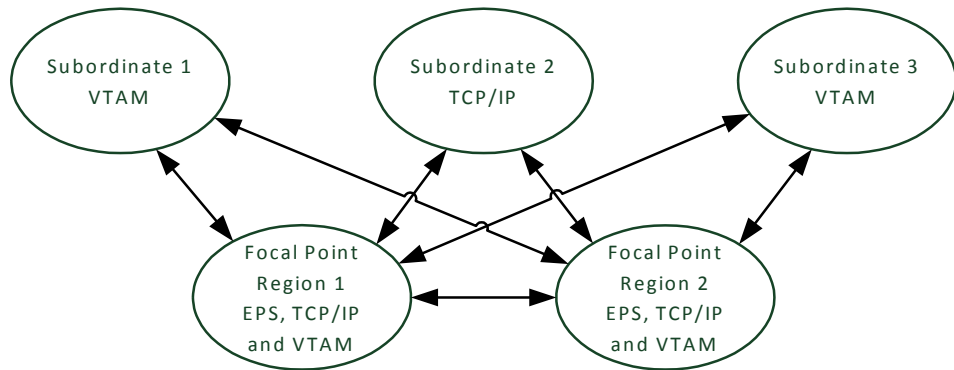 Subordinate 1
VTAM
Subordinate 2
TCP/IP
Subordinate 3
VTAM
Focal Point
Region 1
EPS, TCP/IP
and VTAM
Focal Point
Region 2
EPS, TCP/IP
and VTAM